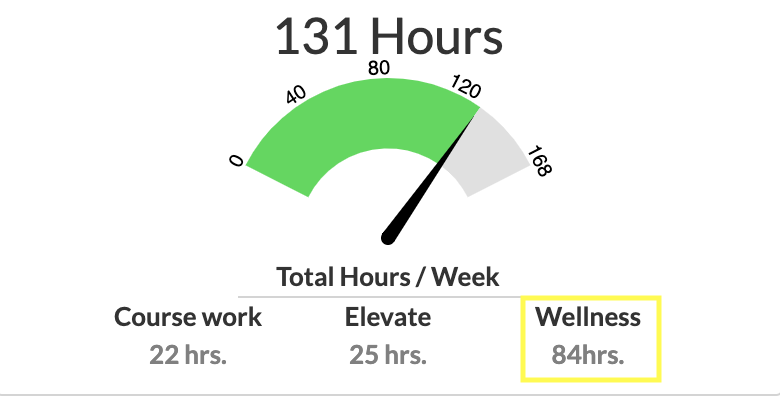 131 Hours
0
40
80
120
168
Total Hours / Week
Course work Elevate Wellness
22 hrs. 25 hrs. 84hrs.